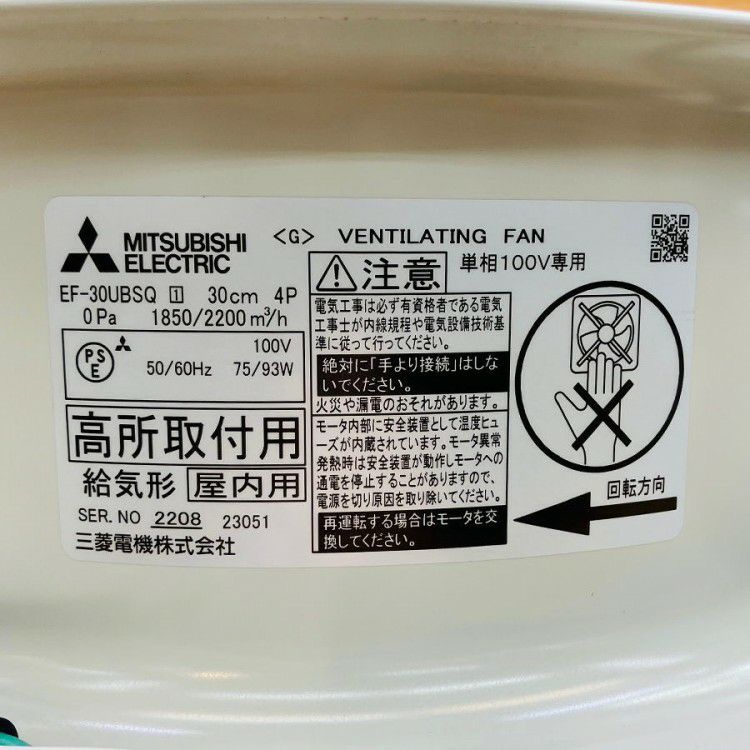 MITSUBISHI
ELECTRIC
<G> VENTILATING FAN
EF-30UBSQ 1 30cm 4P
0 Pa 1850/2200 m³/h
PS
E
100V
50/60Hz 75/93W
高所取付用
給気形 屋内用
SER. NO 2208 23051
三菱電機株式会社
注意
単相100V専用
電気工事は必ず有資格者である電気
工事士が内線規程や電気設備技術基
準に従って行ってください。
絶対に「手より接続」はしな
いでください。
火災や漏電のおそれがあります。
モータ内部に安全装置として温度ヒュ
ーズが内蔵されています。モータ異常
発熱時は安全装置が動作しモータへの
通電を停止することがありますので、
電源を切り原因を取り除いてください。
再運転する場合はモータを交
換してください。
回転方向